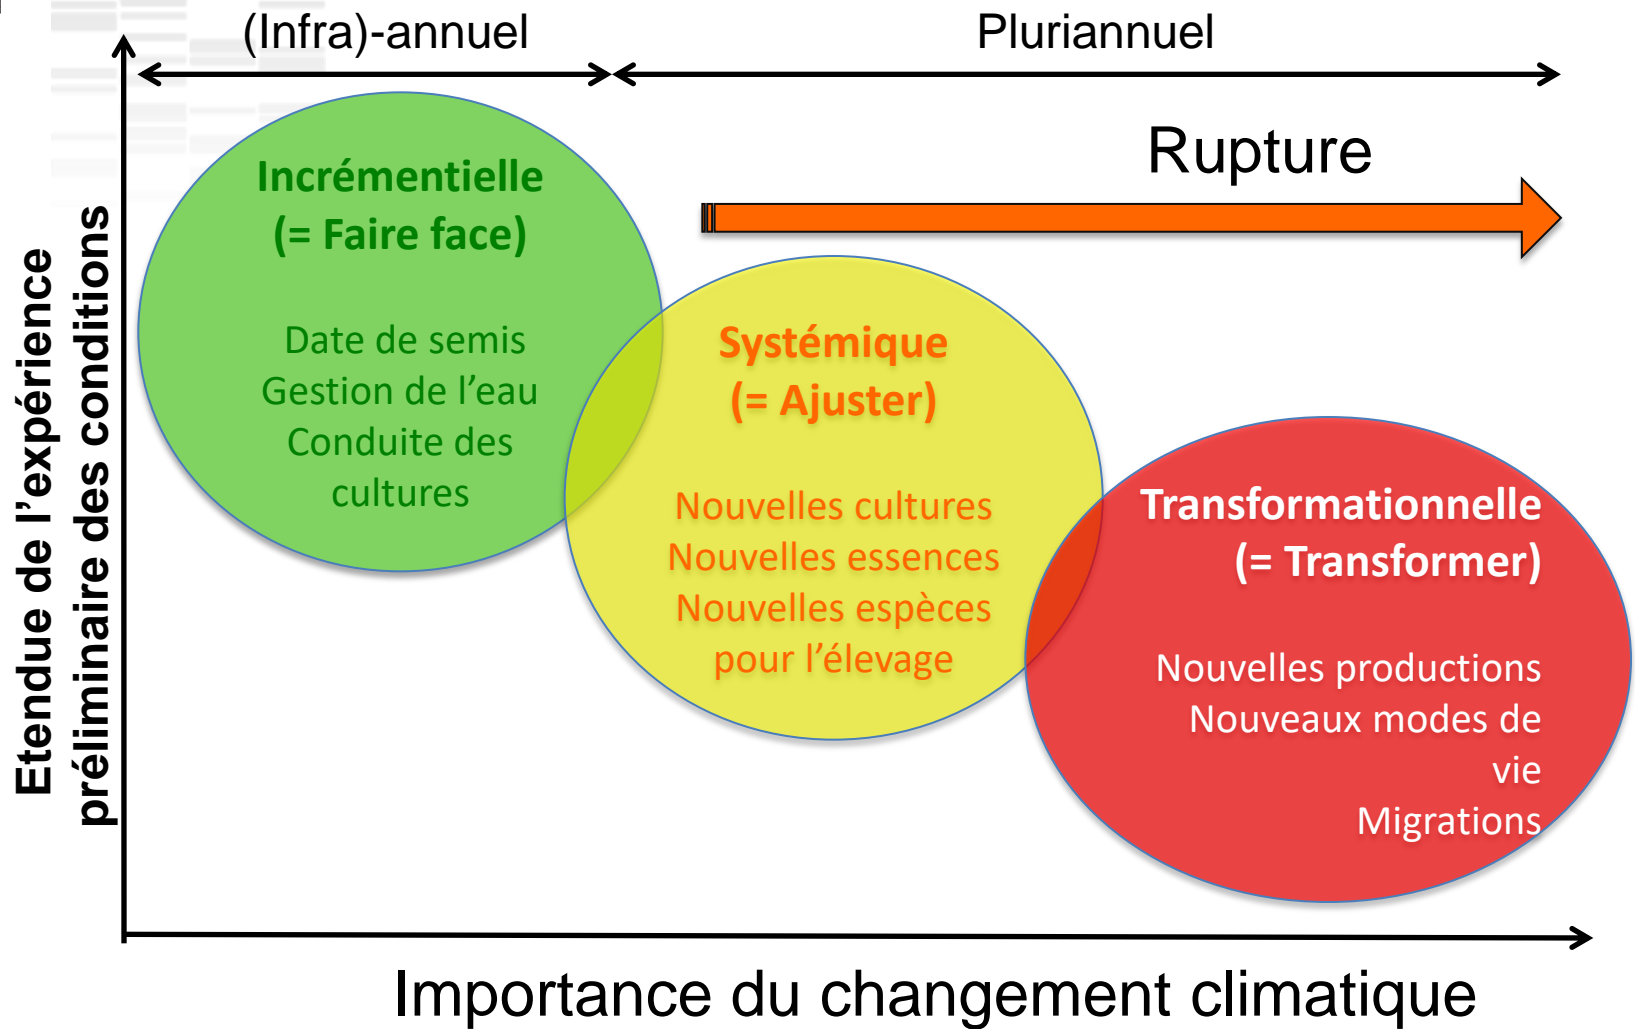 (Infra)-annuel
Pluriannuel
Rupture
Etendue de l'expérience
préliminaire des conditions
Incrémentielle
(= Faire face)
Date de semis
Gestion de l’eau
Conduite des
cultures
Systémique
(= Ajuster)
Nouvelles cultures
Nouvelles essences
Nouvelles espèces
pour l’élevage
Transformationnelle
(= Transformer)
Nouvelles productions
Nouveaux modes de
vie
Migrations
Importance du changement climatique